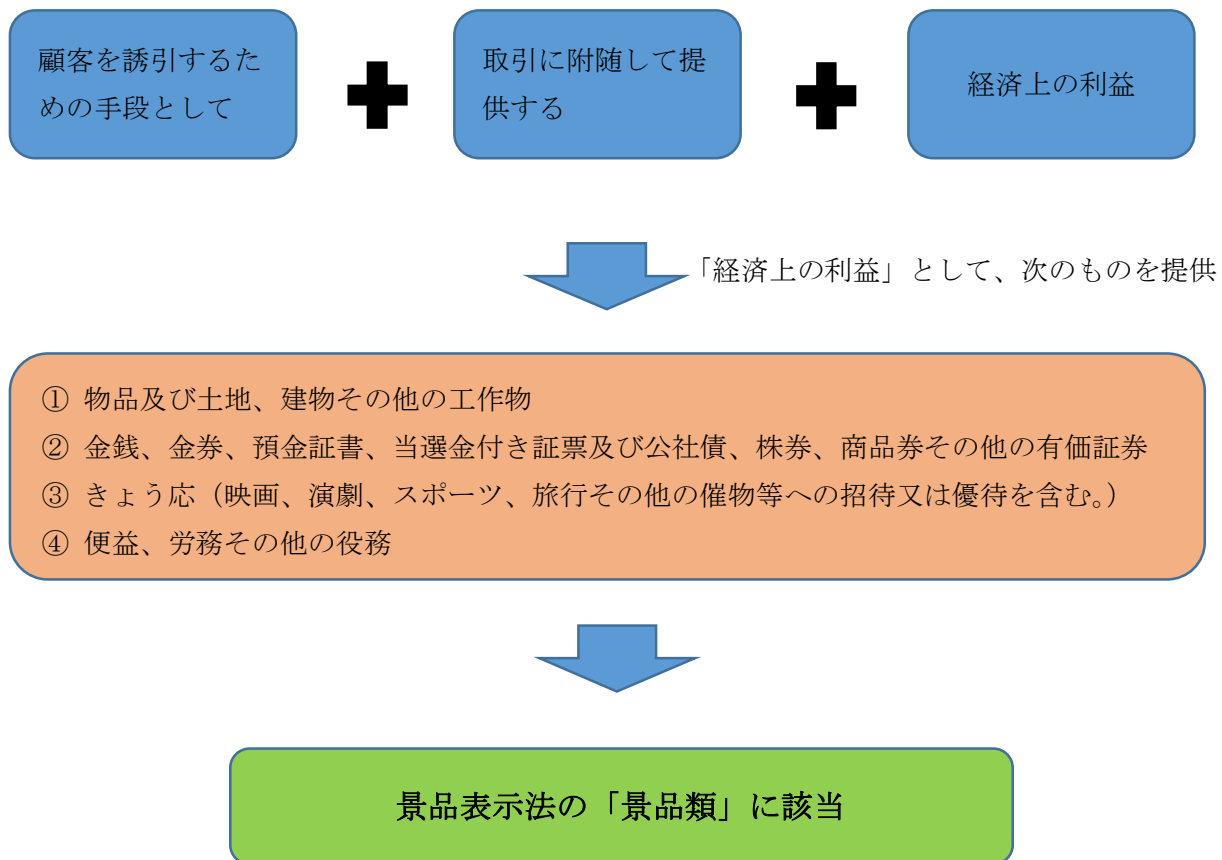 顧客を誘引するた
めの手段として
取引に附随して提
供する
経済上の利益
「経済上の利益」として、次のものを提供
① 物品及び土地、建物その他の工作物
② 金銭、金券、預金証書、当選金付き証票及び公社債、株券、商品券その他の有価証券
③ きょう応（映画、演劇、スポーツ、旅行その他の催物等への招待又は優待を含む。）
④ 便益、労務その他の役務
景品表示法の「景品類」に該当